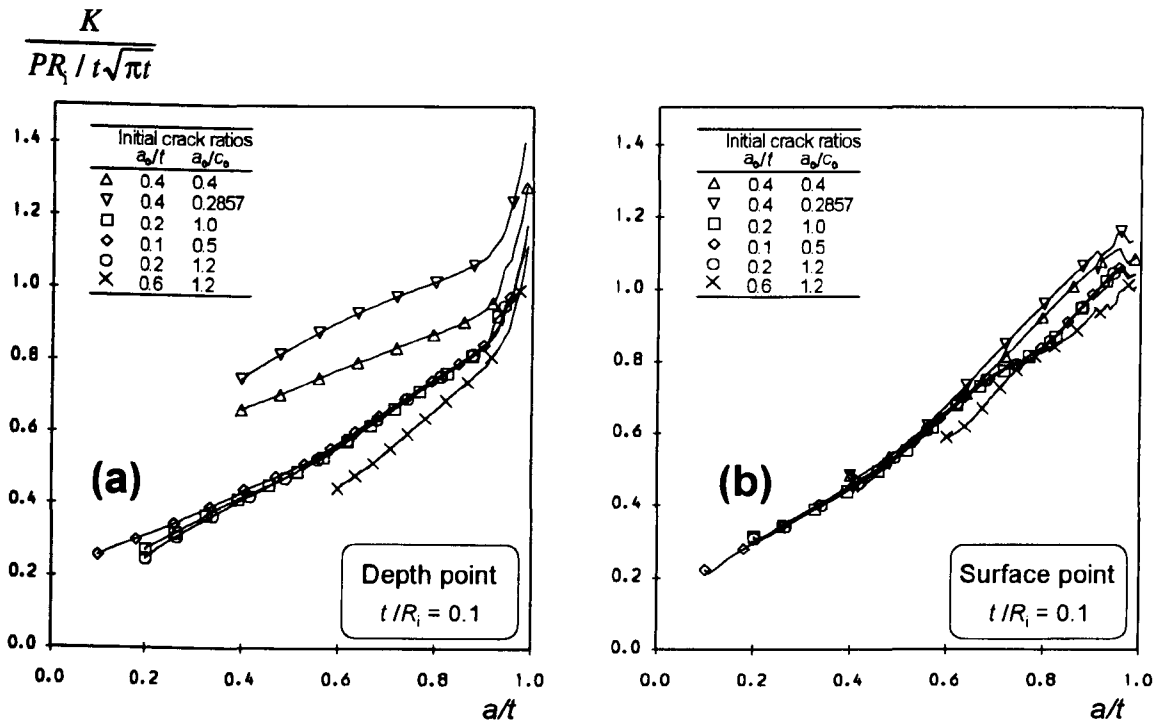 K
PRᵢ / t√πt
1.4
1.2
1.0
0.8
0.6
0.4
0.2
0.0
Initial crack ratios
a₀/t a₀/c₀
△ 0.4 0.4
▽ 0.4 0.2857
□ 0.2 1.0
◇ 0.1 0.5
○ 0.2 1.2
× 0.6 1.2
(a)
Depth point
t/Rᵢ = 0.1
0.0 0.2 0.4 0.6 0.8 1.0
a/t
1.4
1.2
1.0
0.8
0.6
0.4
0.2
0.0
Initial crack ratios
a₀/t a₀/c₀
△ 0.4 0.4
▽ 0.4 0.2857
□ 0.2 1.0
◇ 0.1 0.5
○ 0.2 1.2
× 0.6 1.2
(b)
Surface point
t/Rᵢ = 0.1
0.0 0.2 0.4 0.6 0.8 1.0
a/t